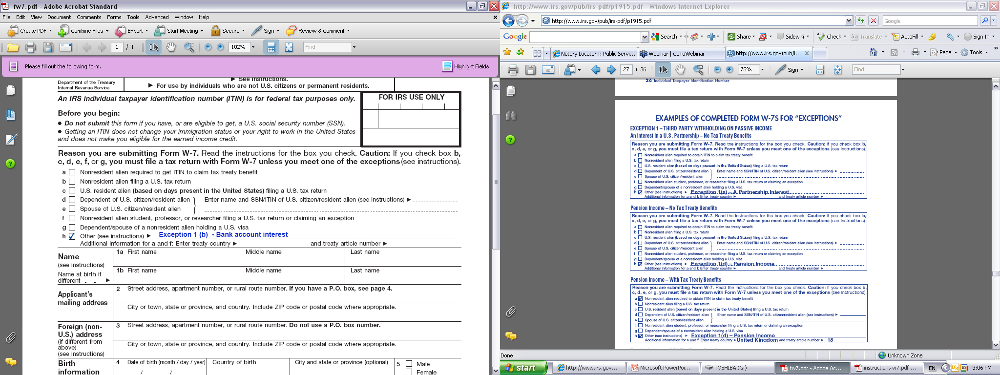 fw7.pdf - Adobe Acrobat Standard
File Edit View Document Comments Forms Tools Advanced Window Help
Create PDF Combine Files Export Start Meeting Secure Sign Review & Comment
1 / 1 102% Find
Please fill out the following form. Highlight Fields
Department of the Treasury
Internal Revenue Service
► See instructions.
► For use by individuals who are not U.S. citizens or permanent residents.
An IRS individual taxpayer identification number (ITIN) is for federal tax purposes only.
FOR IRS USE ONLY
Before you begin:
● Do not submit this form if you have, or are eligible to get, a U.S. social security number (SSN).
● Getting an ITIN does not change your immigration status or your right to work in the United States
and does not make you eligible for the earned income credit.
Reason you are submitting Form W-7. Read the instructions for the box you check. Caution: If you check box b,
c, d, e, f, or g, you must file a tax return with Form W-7 unless you meet one of the exceptions (see instructions).
a Nonresident alien required to get ITIN to claim tax treaty benefit
b Nonresident alien filing a U.S. tax return
c U.S. resident alien (based on days present in the United States) filing a U.S. tax return
d Dependent of U.S. citizen/resident alien Enter name and SSN/ITIN of U.S. citizen/resident alien (see instructions) ►
e Spouse of U.S. citizen/resident alien
f Nonresident alien student, professor, or researcher filing a U.S. tax return or claiming an exception
g Dependent/spouse of a nonresident alien holding a U.S. visa
h Other (see instructions) ► Exception 1 (b) - Bank account interest
Additional information for a and f: Enter treaty country ► and treaty article number ►
Name
(see instructions)
1a First name Middle name Last name
Name at birth if
different . . ►
1b First name Middle name Last name
Applicant's
mailing address
2 Street address, apartment number, or rural route number. If you have a P.O. box, see page 4.
City or town, state or province, and country. Include ZIP code or postal code where appropriate.
Foreign (non-
U.S.) address
(if different from
above)
(see instructions)
3 Street address, apartment number, or rural route number. Do not use a P.O. box number.
City or town, state or province, and country. Include ZIP code or postal code where appropriate.
Birth
information
4 Date of birth (month / day / year) Country of birth City and state or province (optional) 5 Male
/ / Female
http://www.irs.gov/pub/irs-pdf/p1915.pdf - Windows Internet Explorer
http://www.irs.gov/pub/irs-pdf/p1915.pdf Google
Google Search Share Sidewiki Check Translate AutoFill Sign In
Notary Locator :: Public Servi... Webinar | GoToWebinar http://www.irs.gov/pub/i... Page Tools
27 / 36 75% Sign Find
26 Individual Taxpayer Identification Number
EXAMPLES OF COMPLETED FORM W-7S FOR “EXCEPTIONS”
EXCEPTION 1 – THIRD PARTY WITHHOLDING ON PASSIVE INCOME
An Interest in a U.S. Partnership – No Tax Treaty Benefits
Reason you are submitting Form W-7. Read the instructions for the box you check. Caution: If you check box b,
c, d, e, f, or g, you must file a tax return with Form W-7 unless you meet one of the exceptions (see instructions).
a Nonresident alien required to obtain ITIN to claim tax treaty benefit
b Nonresident alien filing a U.S. tax return
c U.S. resident alien (based on days present in the United States) filing a U.S. tax return
d Dependent of U.S. citizen/resident alien Enter name and SSN/ITIN of U.S. citizen/resident alien (see instructions) ►
e Spouse of U.S. citizen/resident alien
f Nonresident alien student, professor, or researcher filing a U.S. tax return or claiming an exception
g Dependent/spouse of a nonresident alien holding a U.S. visa
h Other (see instructions) ► Exception 1(a) – A Partnership Interest
Additional information for a and f: Enter treaty country ► and treaty article number ►
Pension Income – No Tax Treaty Benefits
Reason you are submitting Form W-7. Read the instructions for the box you check. Caution: If you check box b,
c, d, e, f, or g, you must file a tax return with Form W-7 unless you meet one of the exceptions (see instructions).
a Nonresident alien required to obtain ITIN to claim tax treaty benefit
b Nonresident alien filing a U.S. tax return
c U.S. resident alien (based on days present in the United States) filing a U.S. tax return
d Dependent of U.S. citizen/resident alien Enter name and SSN/ITIN of U.S. citizen/resident alien (see instructions) ►
e Spouse of U.S. citizen/resident alien
f Nonresident alien student, professor, or researcher filing a U.S. tax return or claiming an exception
g Dependent/spouse of a nonresident alien holding a U.S. visa
h Other (see instructions) ► Exception 1(d) – Pension Income
Additional information for a and f: Enter treaty country ► and treaty article number ►
Pension Income – With Tax Treaty Benefits
Reason you are submitting Form W-7. Read the instructions for the box you check. Caution: If you check box b,
c, d, e, f, or g, you must file a tax return with Form W-7 unless you meet one of the exceptions (see instructions).
a Nonresident alien required to obtain ITIN to claim tax treaty benefit
b Nonresident alien filing a U.S. tax return
c U.S. resident alien (based on days present in the United States) filing a U.S. tax return
d Dependent of U.S. citizen/resident alien Enter name and SSN/ITIN of U.S. citizen/resident alien (see instructions) ►
e Spouse of U.S. citizen/resident alien
f Nonresident alien student, professor, or researcher filing a U.S. tax return or claiming an exception
g Dependent/spouse of a nonresident alien holding a U.S. visa
h Other (see instructions) ► Exception 1(d) – Pension Income
Additional information for a and f: Enter treaty country ► United Kingdom and treaty article number ► 18
Done Unknown Zone
start http://www.irs.gov... Microsoft PowerPoi... TOSHIBA (G:) fw7.pdf - Adobe Ac... instructions w7.pdf ... EN 3:06 PM